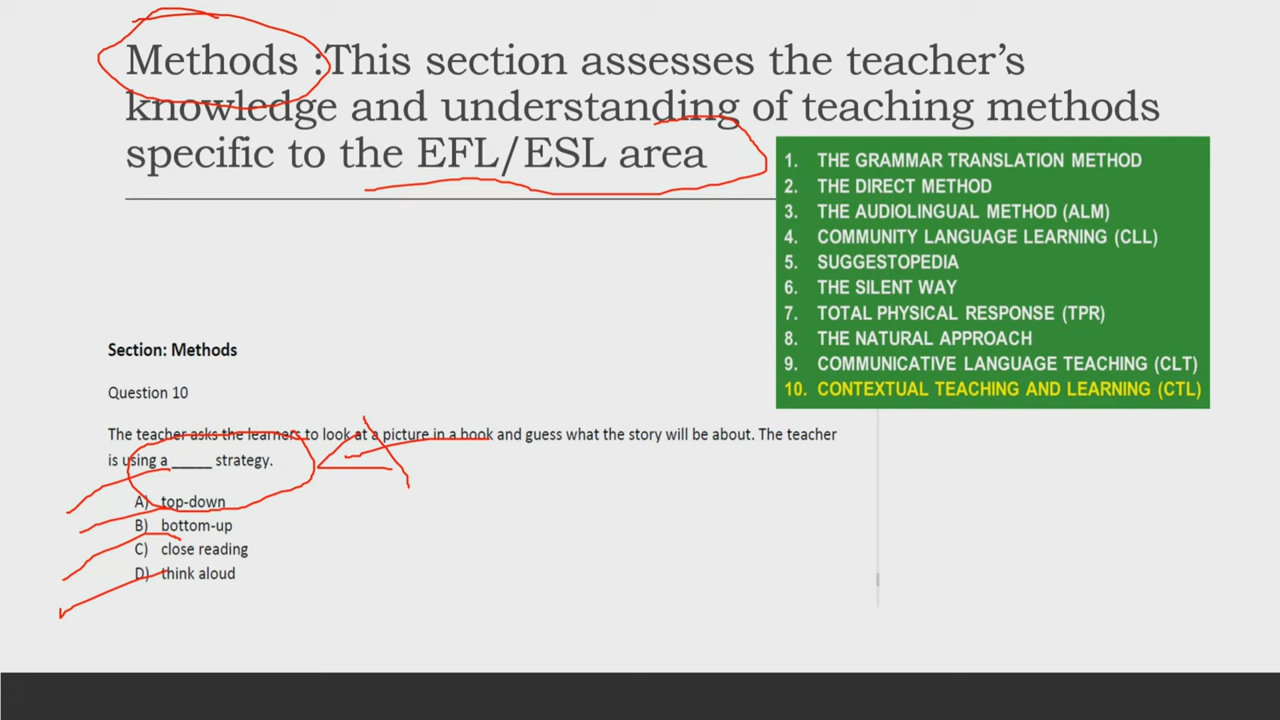 Methods :This section assesses the teacher's
knowledge and understanding of teaching methods
specific to the EFL/ESL area
1. THE GRAMMAR TRANSLATION METHOD
2. THE DIRECT METHOD
3. THE AUDIOLINGUAL METHOD (ALM)
4. COMMUNITY LANGUAGE LEARNING (CLL)
5. SUGGESTOPEDIA
6. THE SILENT WAY
7. TOTAL PHYSICAL RESPONSE (TPR)
8. THE NATURAL APPROACH
9. COMMUNICATIVE LANGUAGE TEACHING (CLT)
10. CONTEXTUAL TEACHING AND LEARNING (CTL)
Section: Methods
Question 10
The teacher asks the learners to look at a picture in a book and guess what the story will be about. The teacher
is using a _____ strategy.
A) top-down
B) bottom-up
C) close reading
D) think aloud